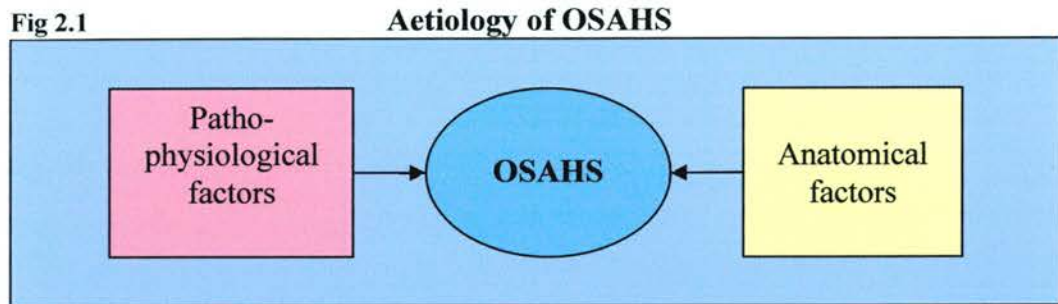 Fig 2.1
Aetiology of OSAHS
Patho-
physiological
factors
OSAHS
Anatomical
factors